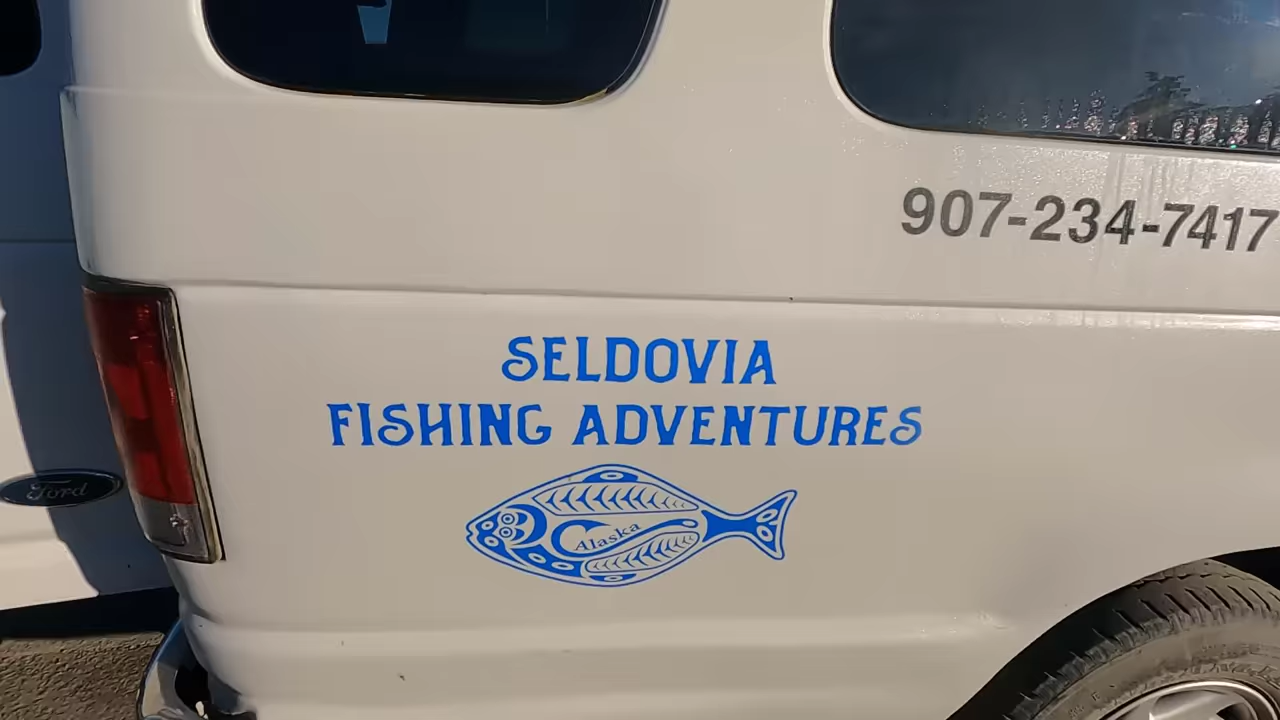 907-234-7417
SELDOVIA
FISHING ADVENTURES
Alaska
Ford